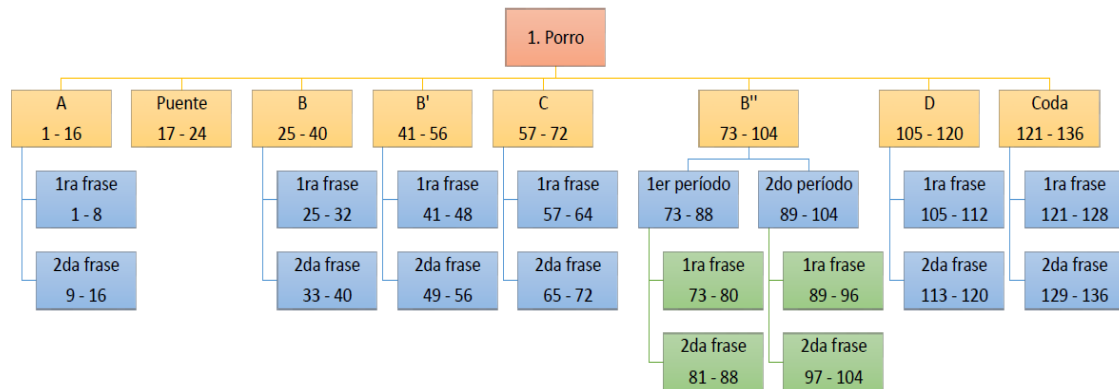 1. Porro
A
1 - 16
Puente
17 - 24
B
25 - 40
B'
41 - 56
C
57 - 72
B''
73 - 104
D
105 - 120
Coda
121 - 136
1ra frase
1 - 8
2da frase
9 - 16
1ra frase
25 - 32
2da frase
33 - 40
1ra frase
41 - 48
2da frase
49 - 56
1ra frase
57 - 64
2da frase
65 - 72
1er período
73 - 88
1ra frase
73 - 80
2da frase
81 - 88
2do período
89 - 104
1ra frase
89 - 96
2da frase
97 - 104
1ra frase
105 - 112
2da frase
113 - 120
1ra frase
121 - 128
2da frase
129 - 136